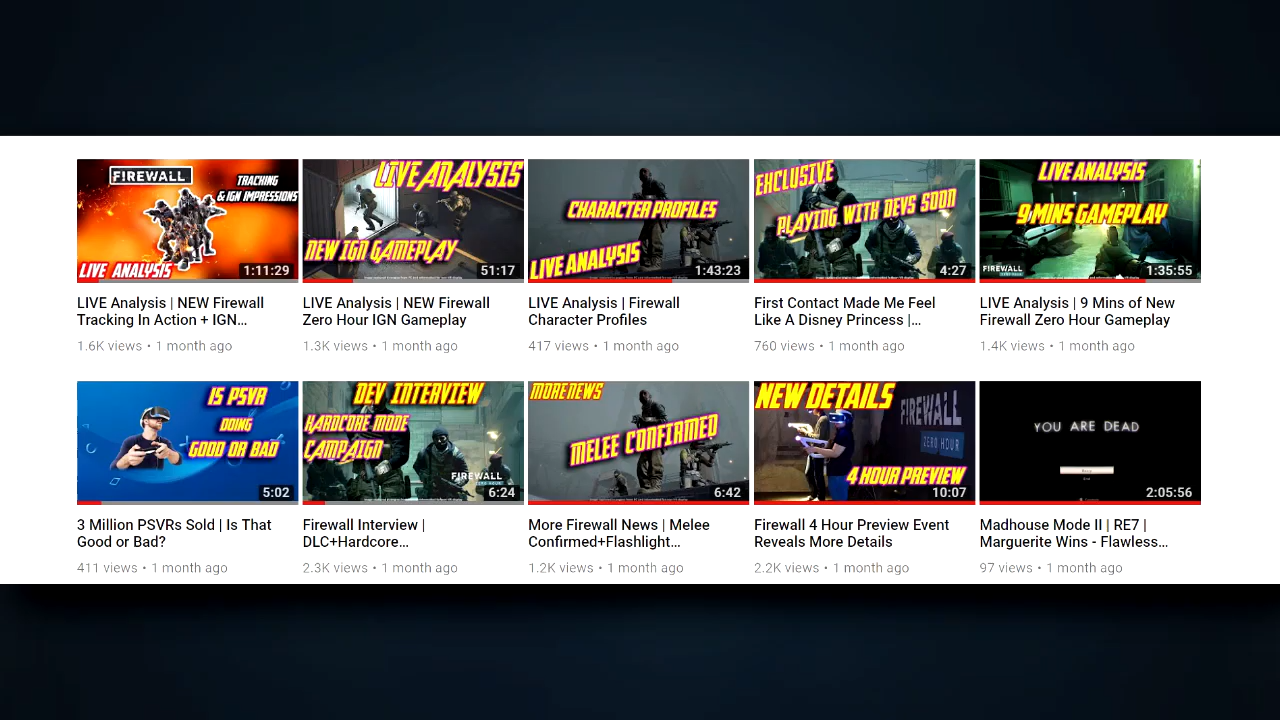 FIREWALL
TRACKING
& IGN IMPRESSIONS
LIVE ANALYSIS
1:11:29
LIVE ANALYSIS
NEW IGN GAMEPLAY
51:17
CHARACTER PROFILES
LIVE ANALYSIS
1:43:23
EXCLUSIVE
PLAYING WITH DEVS SOON
4:27
LIVE ANALYSIS
9 MINS GAMEPLAY
FIREWALL
ZERO HOUR
1:35:55
LIVE Analysis | NEW Firewall
Tracking In Action + IGN...
1.6K views • 1 month ago
LIVE Analysis | NEW Firewall
Zero Hour IGN Gameplay
1.3K views • 1 month ago
LIVE Analysis | Firewall
Character Profiles
417 views • 1 month ago
First Contact Made Me Feel
Like A Disney Princess |...
760 views • 1 month ago
LIVE Analysis | 9 Mins of New
Firewall Zero Hour Gameplay
1.4K views • 1 month ago
IS PSVR
DOING
GOOD OR BAD
5:02
DEV INTERVIEW
HARDCORE MODE
CAMPAIGN
FIREWALL
ZERO HOUR
6:24
MORE NEWS
MELEE CONFIRMED
6:42
NEW DETAILS
FIREWALL
ZERO HOUR
4 HOUR PREVIEW
10:07
YOU ARE DEAD
2:05:56
3 Million PSVRs Sold | Is That
Good or Bad?
411 views • 1 month ago
Firewall Interview |
DLC+Hardcore...
2.3K views • 1 month ago
More Firewall News | Melee
Confirmed+Flashlight...
1.2K views • 1 month ago
Firewall 4 Hour Preview Event
Reveals More Details
2.2K views • 1 month ago
Madhouse Mode II | RE7 |
Marguerite Wins - Flawless...
97 views • 1 month ago